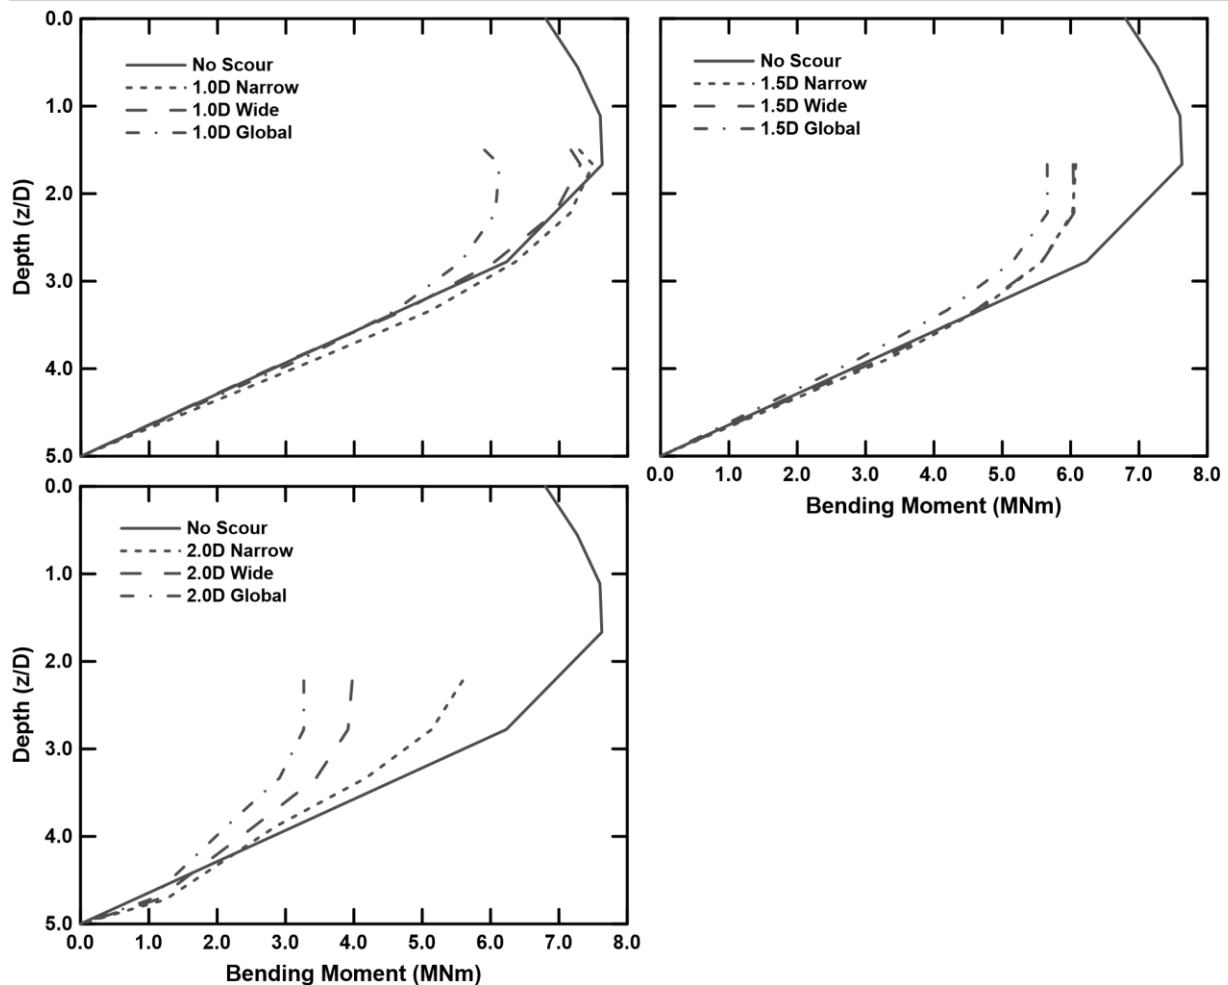 No Scour
1.0D Narrow
1.0D Wide
1.0D Global
0.0
1.0
2.0
3.0
4.0
5.0
Depth (z/D)
No Scour
1.5D Narrow
1.5D Wide
1.5D Global
0.0 1.0 2.0 3.0 4.0 5.0 6.0 7.0 8.0
Bending Moment (MNm)
No Scour
2.0D Narrow
2.0D Wide
2.0D Global
0.0
1.0
2.0
3.0
4.0
5.0
Depth (z/D)
0.0 1.0 2.0 3.0 4.0 5.0 6.0 7.0 8.0
Bending Moment (MNm)